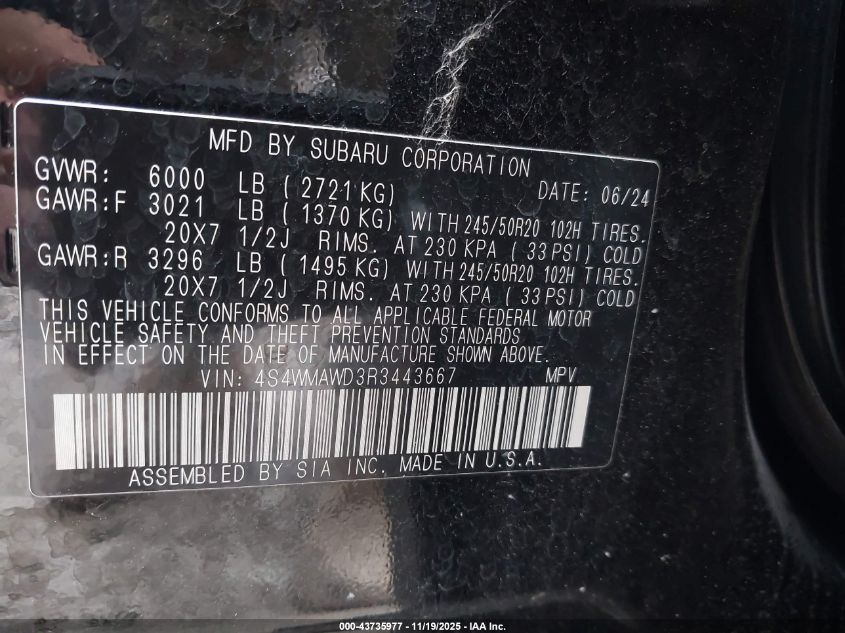 MFD BY SUBARU CORPORATION
GVWR: 6000 LB ( 2721 KG) DATE: 06/24
GAWR:F 3021 LB ( 1370 KG) WITH 245/50R20 102H TIRES.
20X7 1/2J RIMS. AT 230 KPA ( 33 PSI) COLD
GAWR:R 3296 LB ( 1495 KG) WITH 245/50R20 102H TIRES.
20X7 1/2J RIMS. AT 230 KPA ( 33 PSI) COLD
THIS VEHICLE CONFORMS TO ALL APPLICABLE FEDERAL MOTOR
VEHICLE SAFETY AND THEFT PREVENTION STANDARDS
IN EFFECT ON THE DATE OF MANUFACTURE SHOWN ABOVE.
VIN: 4S4WMAWD3R3443667 MPV
ASSEMBLED BY SIA INC. MADE IN U.S.A.
000-43735977 - 11/19/2025 - IAA Inc.